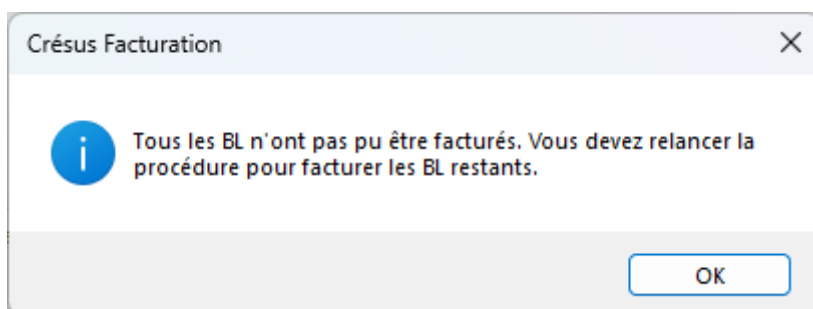 Crésus Facturation
Tous les BL n'ont pas pu être facturés. Vous devez relancer la
procédure pour facturer les BL restants.
OK